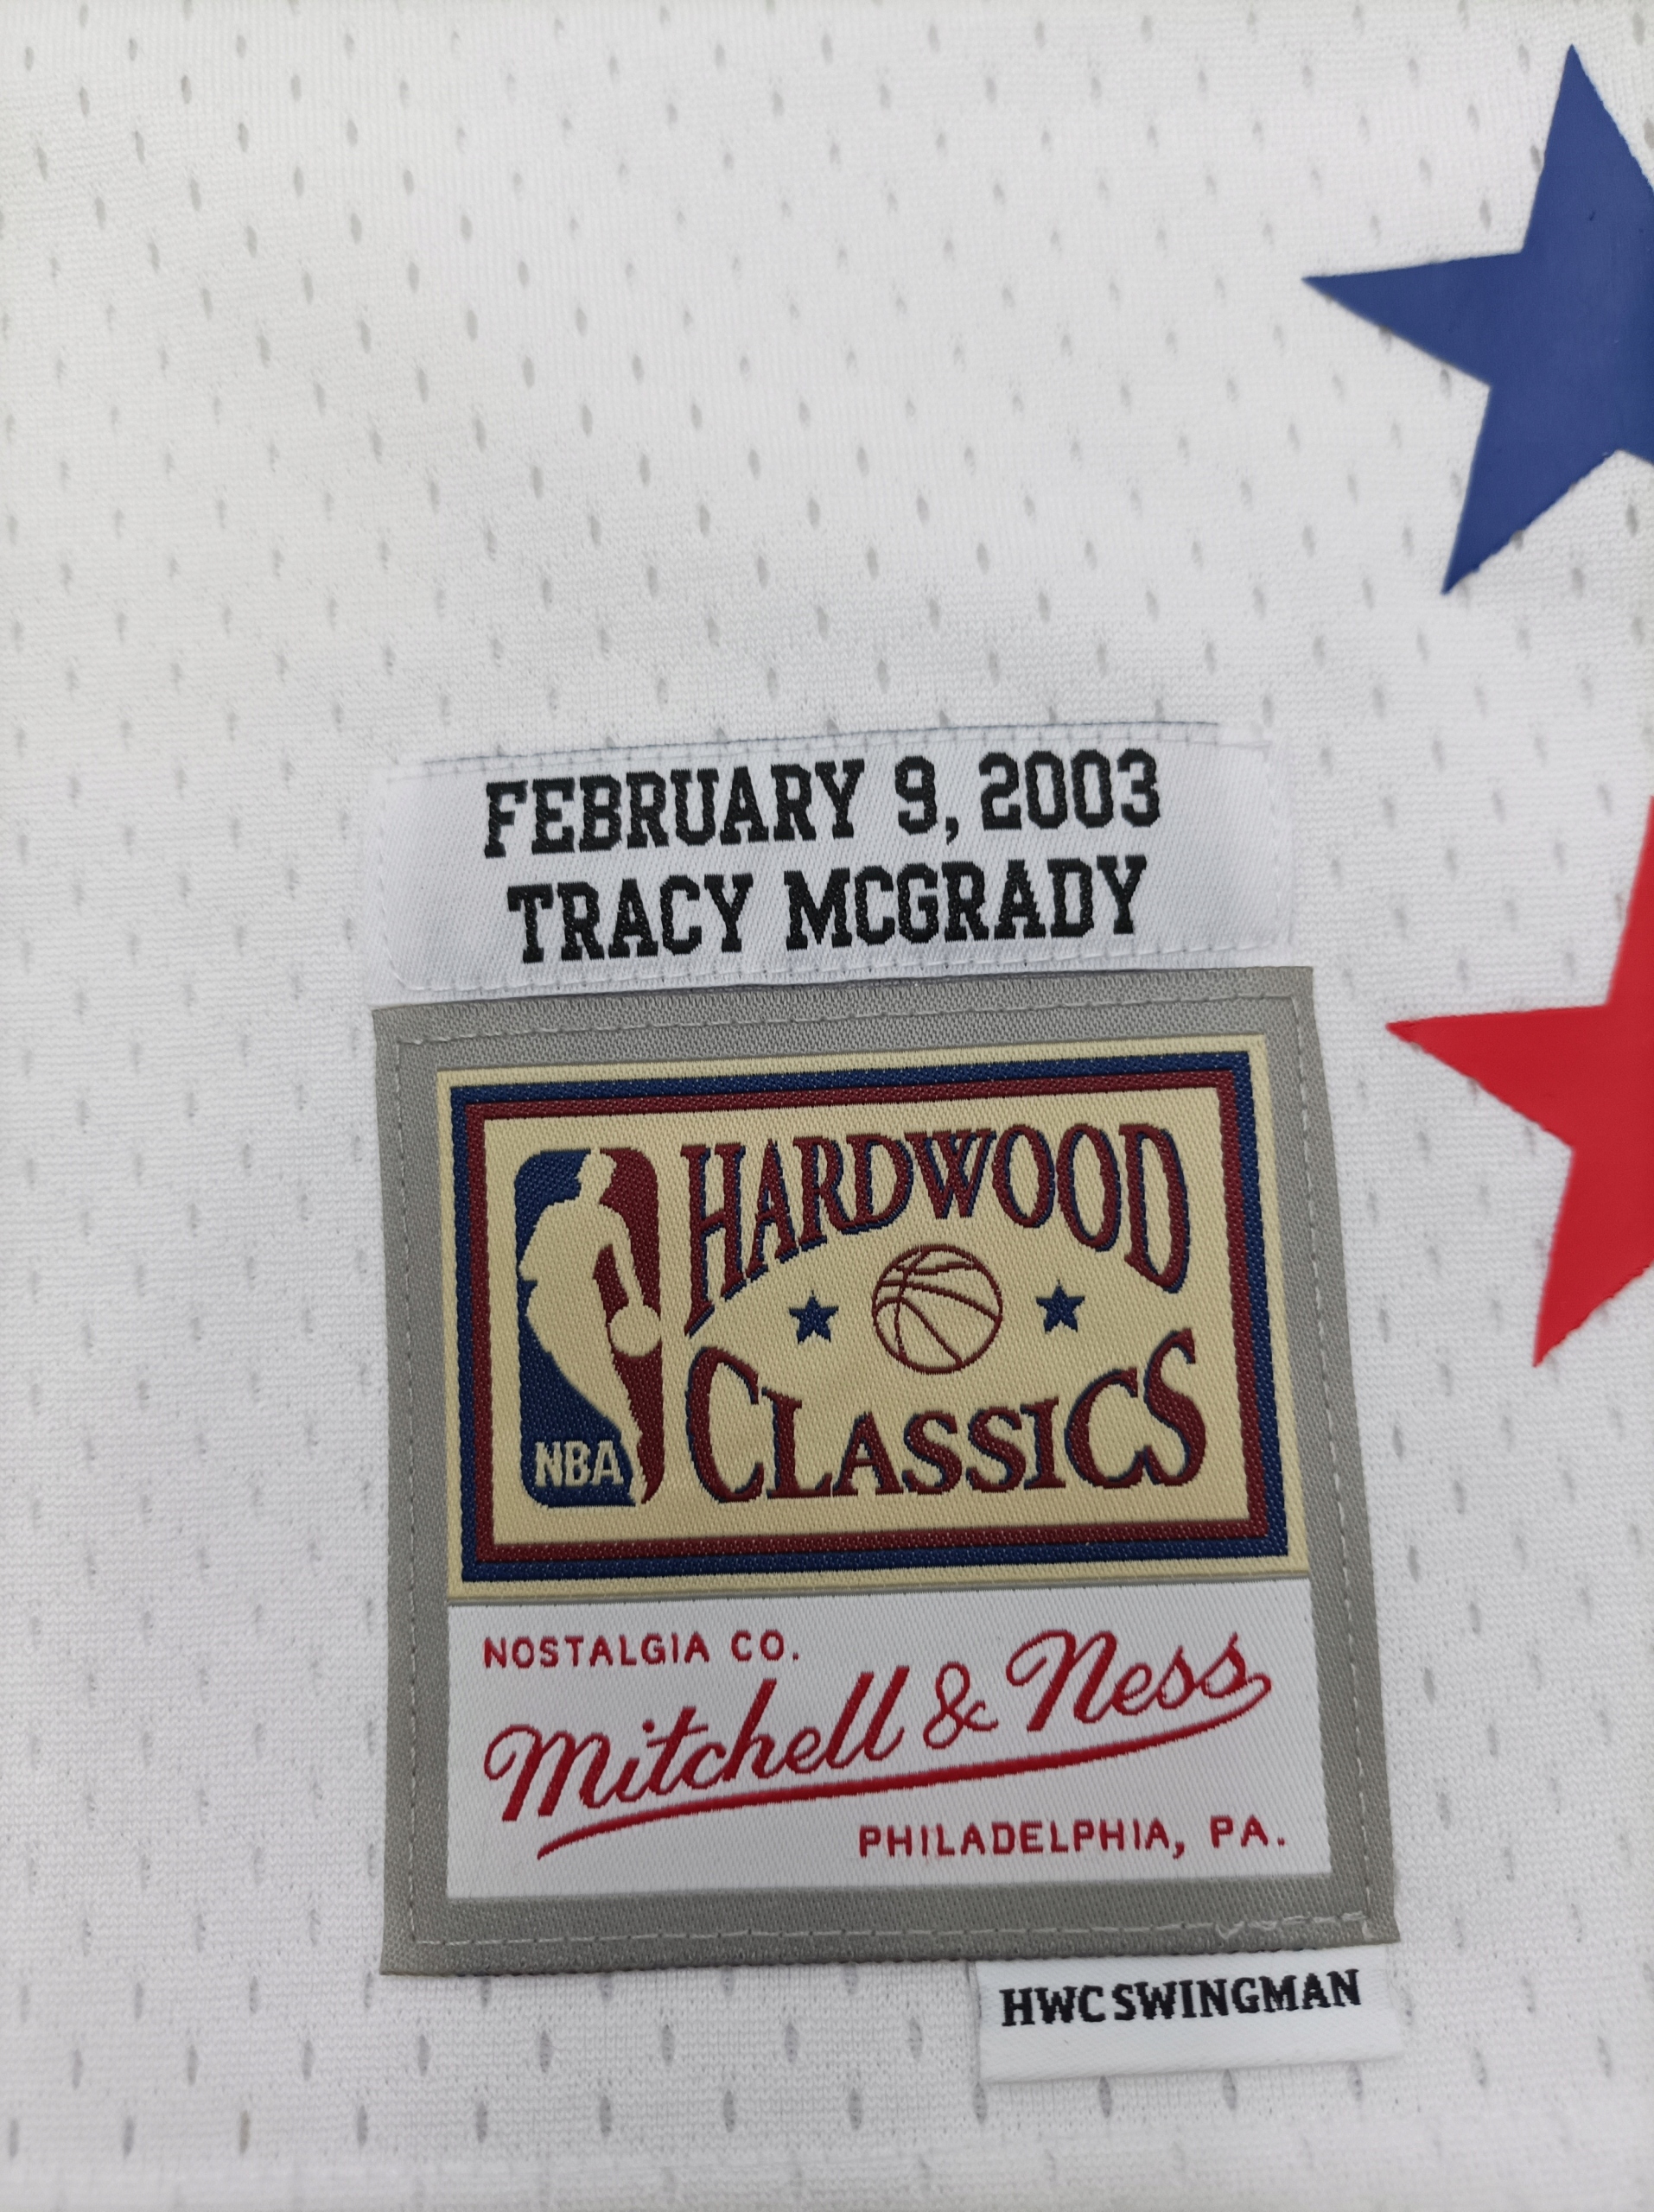 FEBRUARY 9, 2003
TRACY MCGRADY
HARDWOOD
CLASSICS
NBA
NOSTALGIA CO.
Mitchell & Ness
PHILADELPHIA, PA.
HWC SWINGMAN